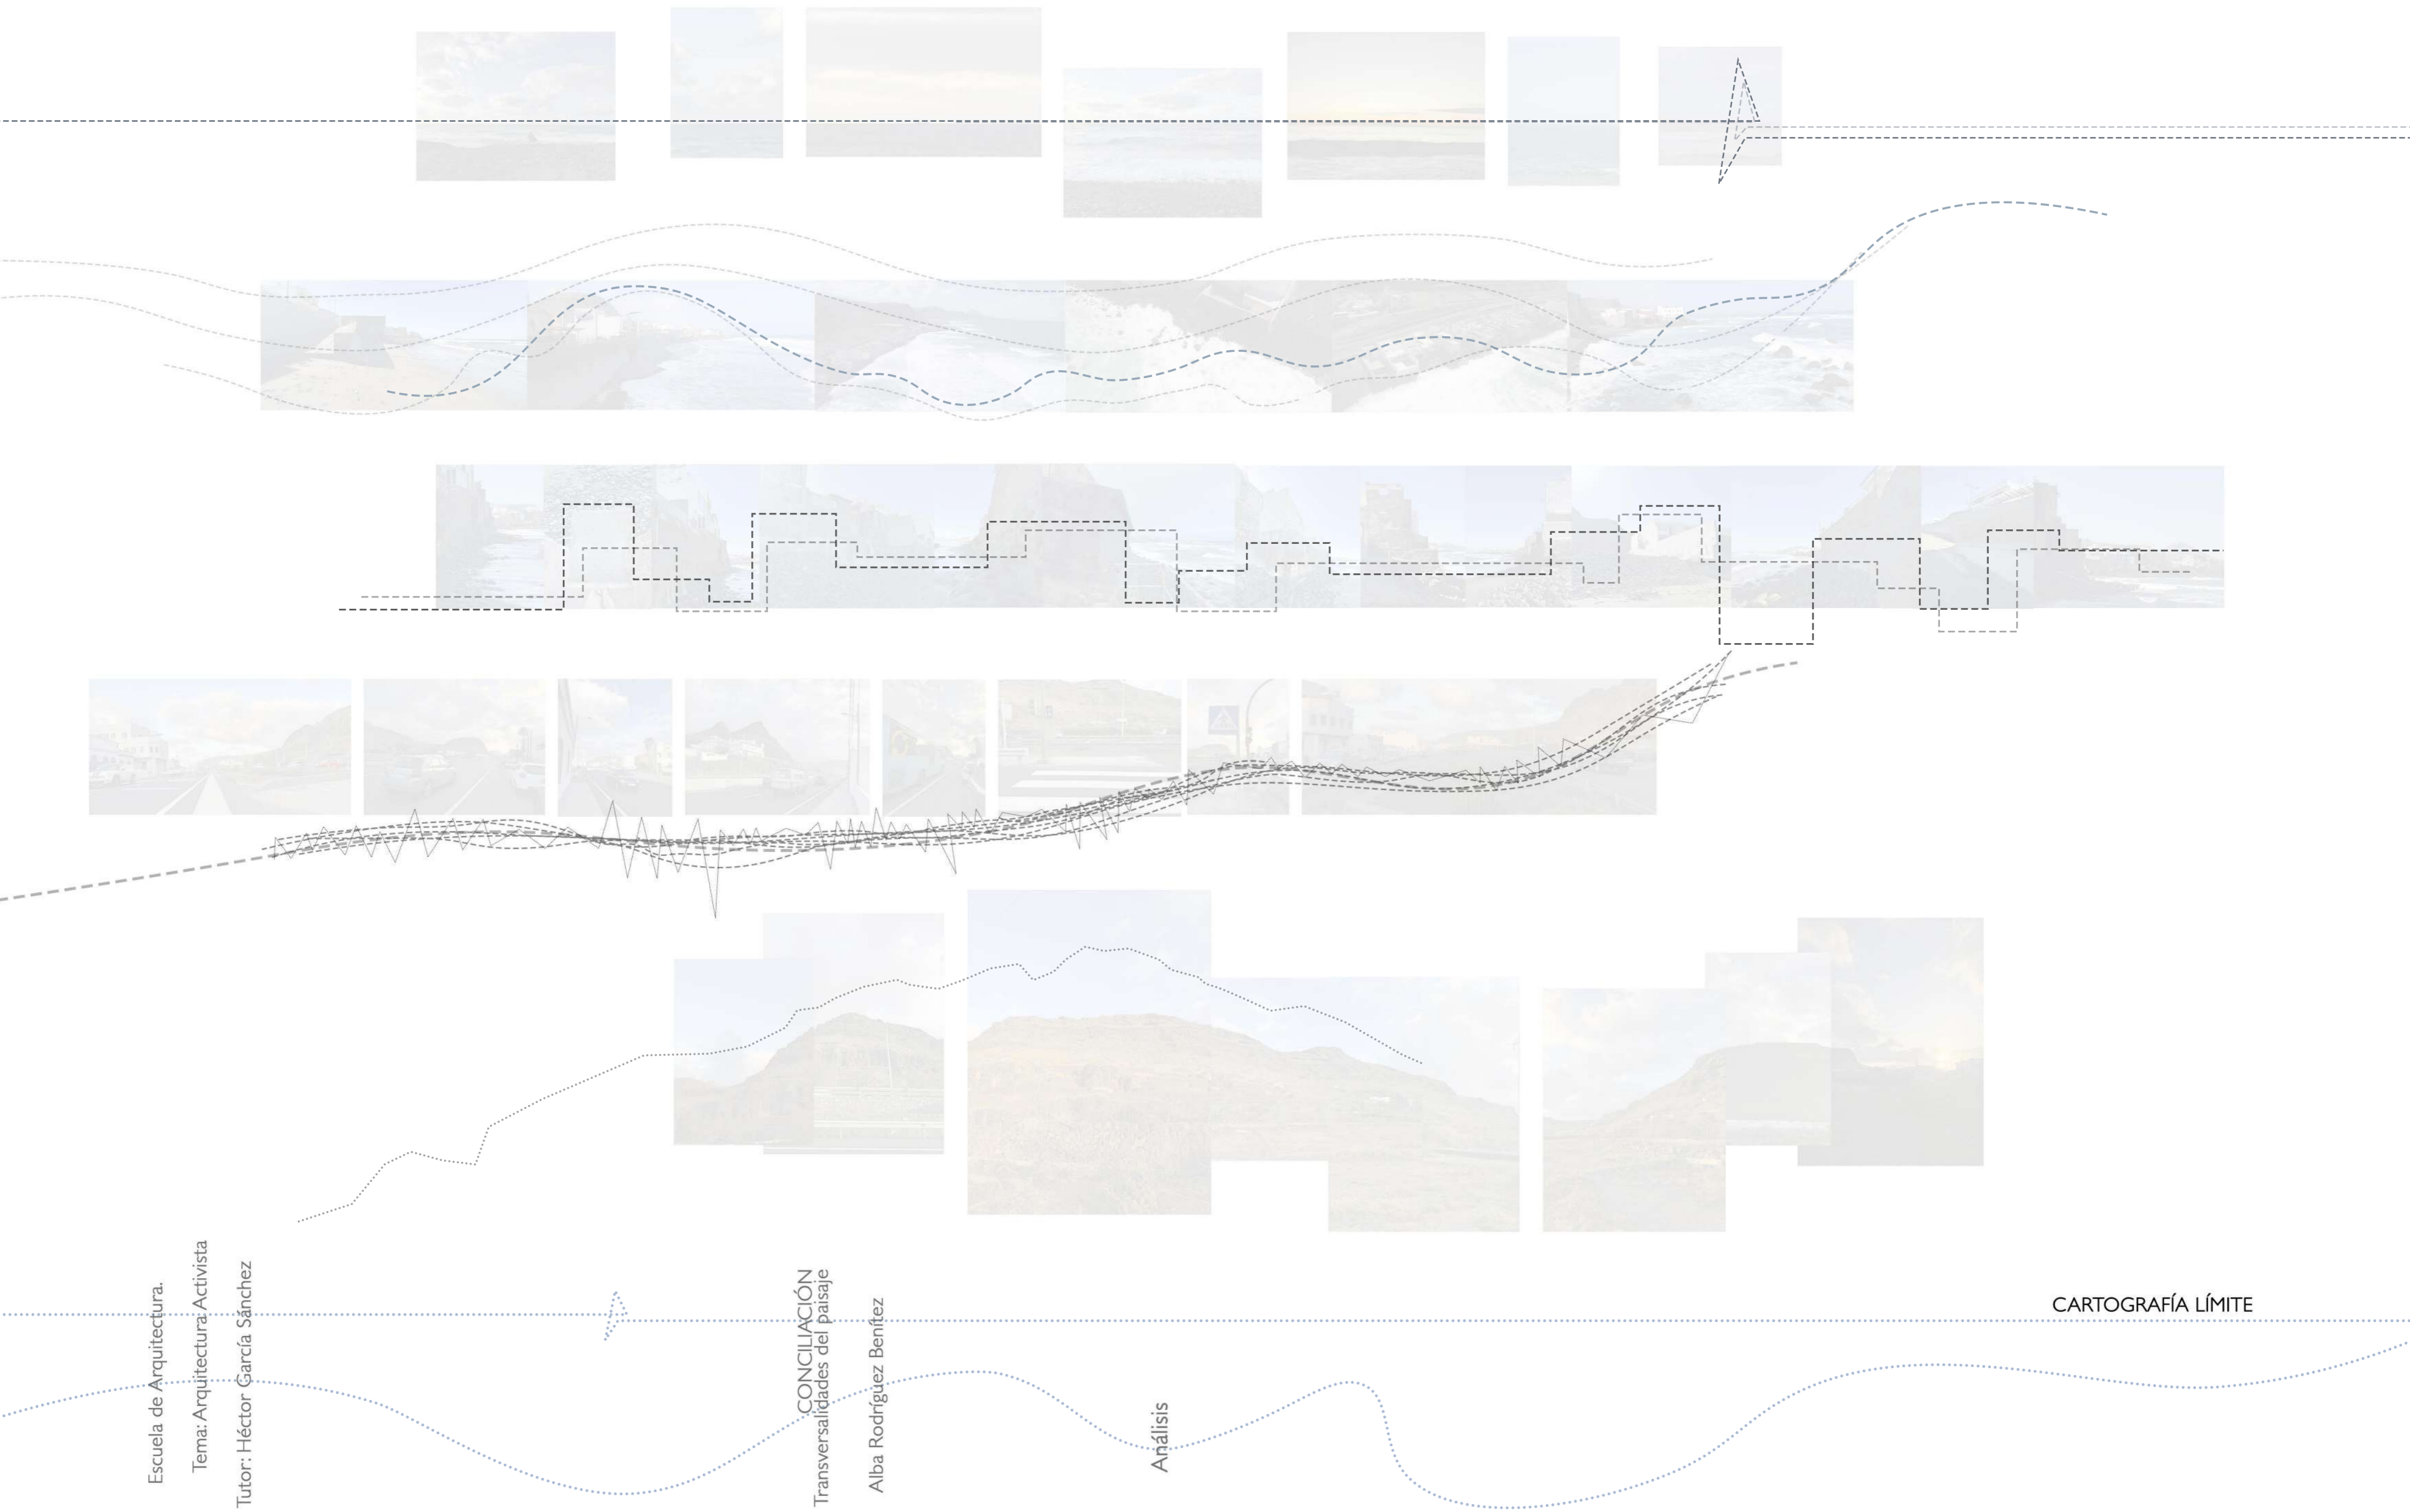 Escuela de Arquitectura.
Tema: Arquitectura Activista
Tutor: Héctor García Sánchez
CONCILIACIÓN
Transversalidades del paisaje
Alba Rodríguez Benítez
Análisis
CARTOGRAFÍA LÍMITE